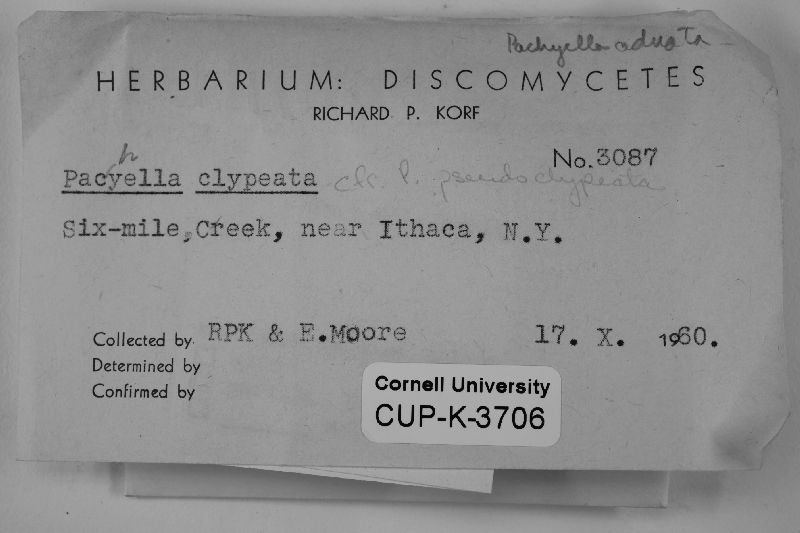 Pachyella adnata
HERBARIUM: DISCOMYCETES
RICHARD P. KORF
No. 3087
h
Pacyella clypeata cfr. P. pseudoclypeata
Six-mile, Creek, near Ithaca, N.Y.
Collected by RPK & E. Moore 17. X. 1960.
Determined by
Confirmed by
Cornell University
CUP-K-3706